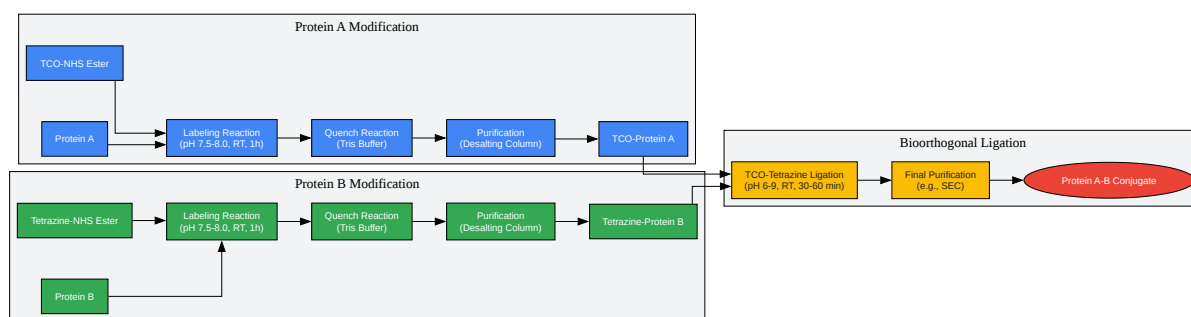 Protein A Modification
TCO-NHS Ester
Protein A
Labeling Reaction
(pH 7.5-8.0, RT, 1h)
Quench Reaction
(Tris Buffer)
Purification
(Desalting Column)
TCO-Protein A
Protein B Modification
Tetrazine-NHS Ester
Protein B
Labeling Reaction
(pH 7.5-8.0, RT, 1h)
Quench Reaction
(Tris Buffer)
Purification
(Desalting Column)
Tetrazine-Protein B
Bioorthogonal Ligation
TCO-Tetrazine Ligation
(pH 6-9, RT, 30-60 min)
Final Purification
(e.g., SEC)
Protein A-B Conjugate